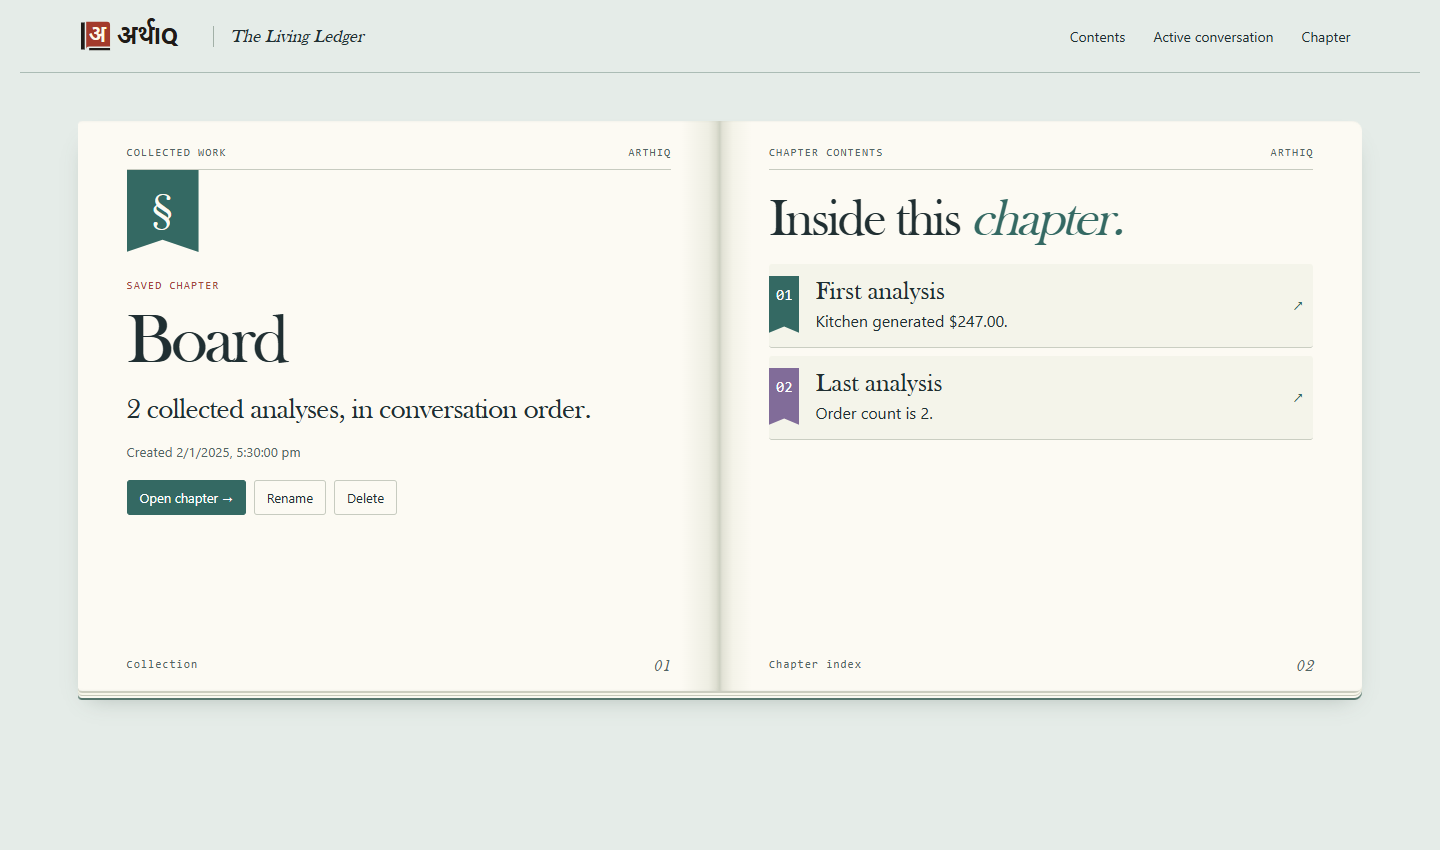 अ अर्थIQ
The Living Ledger
Contents
Active conversation
Chapter
COLLECTED WORK
ARTHIQ
§
SAVED CHAPTER
Board
2 collected analyses, in conversation order.
Created 2/1/2025, 5:30:00 pm
Open chapter →
Rename
Delete
Collection
01
CHAPTER CONTENTS
ARTHIQ
Inside this chapter.
01
First analysis
Kitchen generated $247.00.
↗
02
Last analysis
Order count is 2.
↗
Chapter index
02